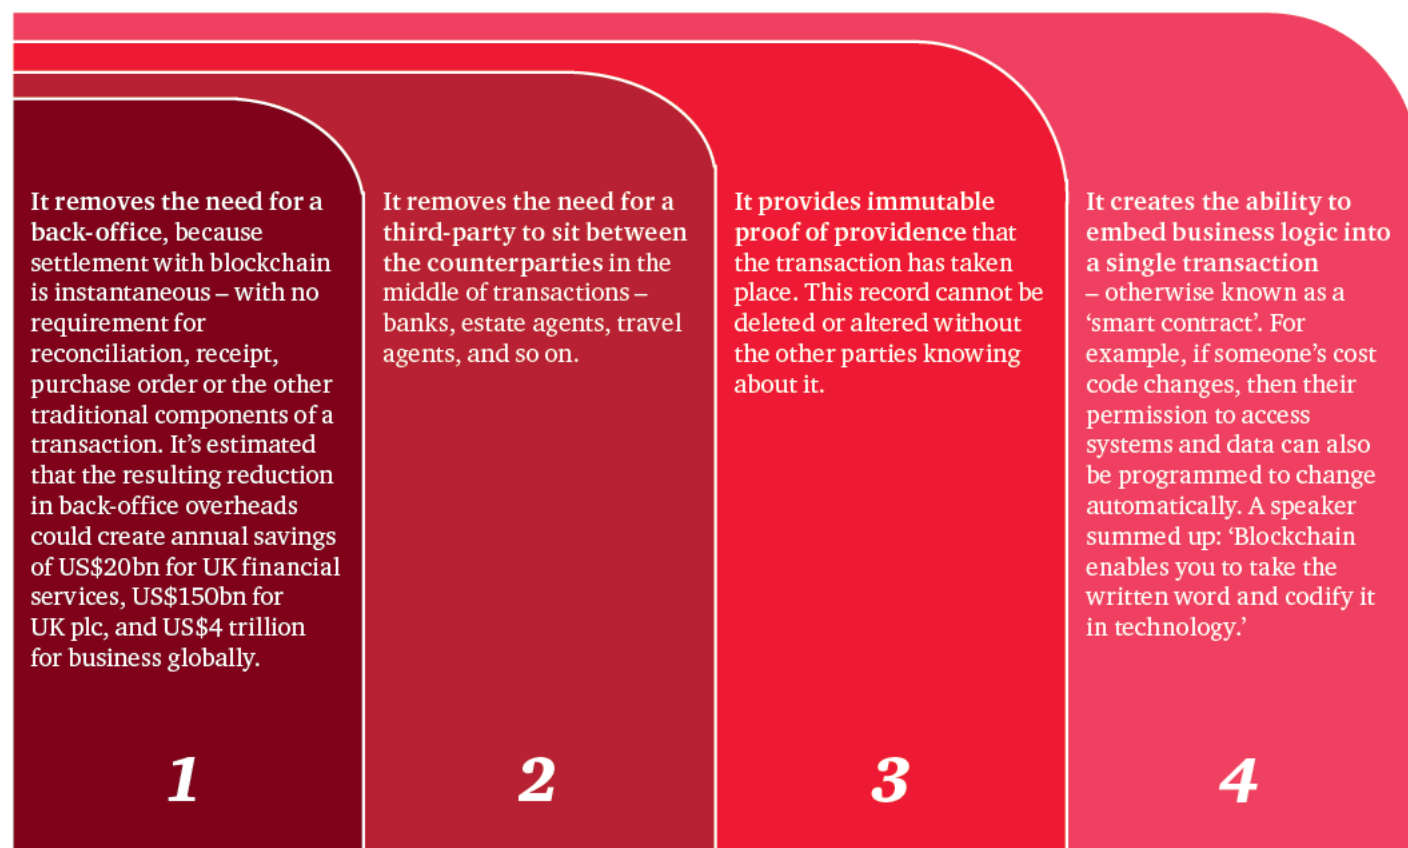 It removes the need for a
back-office, because
settlement with blockchain
is instantaneous – with no
requirement for
reconciliation, receipt,
purchase order or the other
traditional components of a
transaction. It's estimated
that the resulting reduction
in back-office overheads
could create annual savings
of US$20bn for UK financial
services, US$150bn for
UK plc, and US$4 trillion
for business globally.
1
It removes the need for a
third-party to sit between
the counterparties in the
middle of transactions –
banks, estate agents, travel
agents, and so on.
2
It provides immutable
proof of providence that
the transaction has taken
place. This record cannot be
deleted or altered without
the other parties knowing
about it.
3
It creates the ability to
embed business logic into
a single transaction
– otherwise known as a
‘smart contract’. For
example, if someone’s cost
code changes, then their
permission to access
systems and data can also
be programmed to change
automatically. A speaker
summed up: ‘Blockchain
enables you to take the
written word and codify it
in technology.’
4